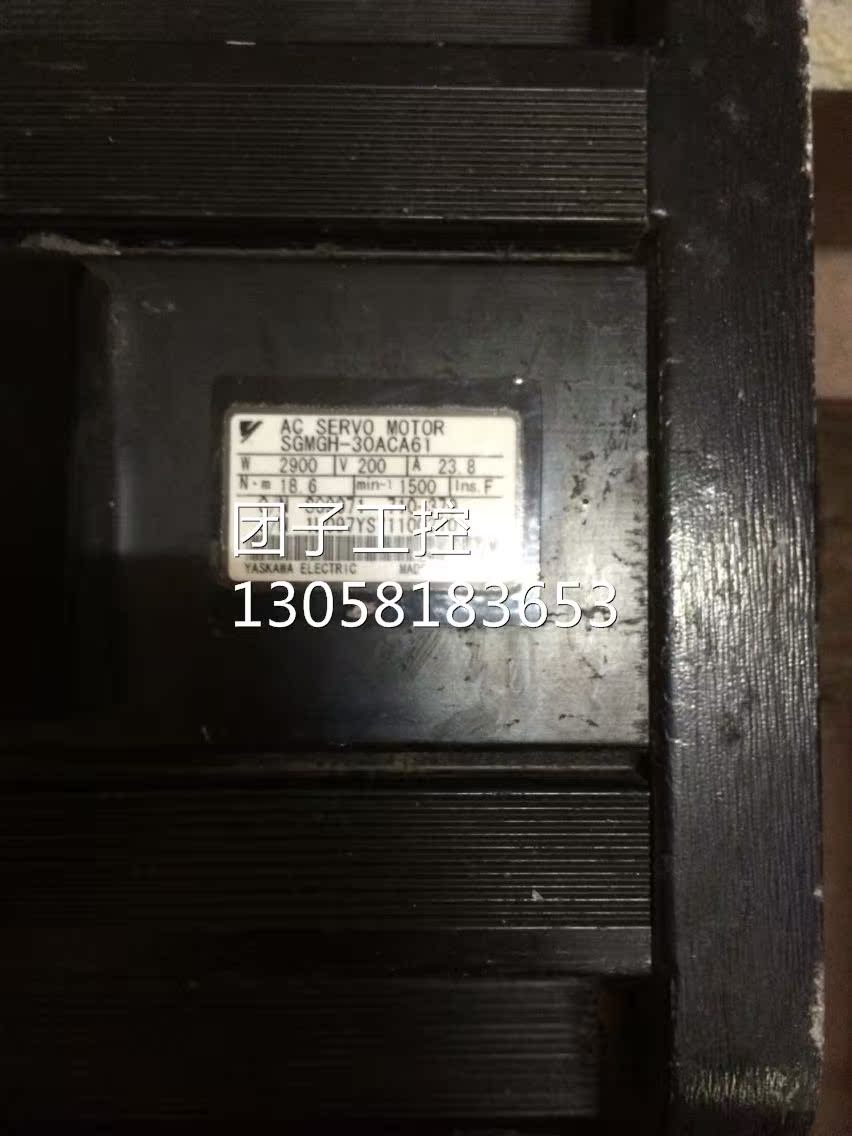 AC SERVO MOTOR
SGMGH-30ACA61
W 2900 V 200 A 23.8
N·m 18.6 min-1 1500 Ins. F
团子工控
YASKAWA ELECTRIC
13058183653